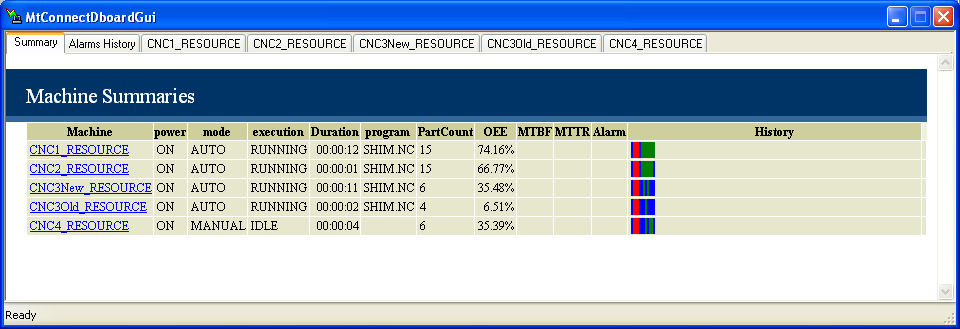 MtConnectDboardGui
Summary Alarms History CNC1_RESOURCE CNC2_RESOURCE CNC3New_RESOURCE CNC3Old_RESOURCE CNC4_RESOURCE
Machine Summaries
Machine power mode execution Duration program PartCount OEE MTBF MTTR Alarm History
CNC1_RESOURCE ON AUTO RUNNING 00:00:12 SHIM.NC 15 74.16%
CNC2_RESOURCE ON AUTO RUNNING 00:00:01 SHIM.NC 15 66.77%
CNC3New_RESOURCE ON AUTO RUNNING 00:00:11 SHIM.NC 6 35.48%
CNC3Old_RESOURCE ON AUTO RUNNING 00:00:02 SHIM.NC 4 6.51%
CNC4_RESOURCE ON MANUAL IDLE 00:00:04 6 35.39%
Ready